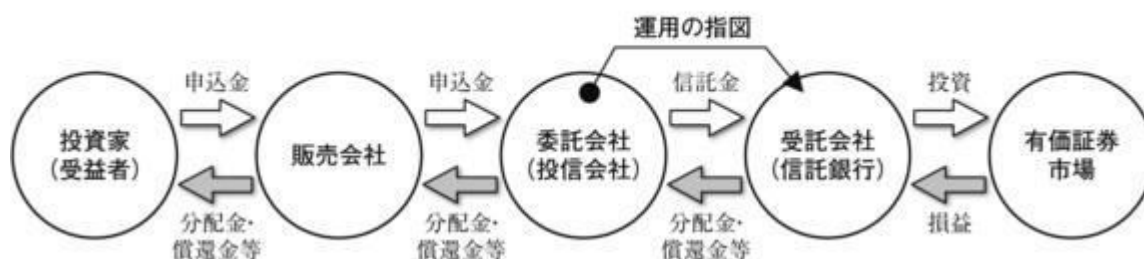 運用の指図
申込金
申込金
信託金
投資
投資家
(受益者)
販売会社
委託会社
(投信会社)
受託会社
(信託銀行)
有価証券
市場
分配金・
償還金等
分配金・
償還金等
分配金・
償還金等
損益